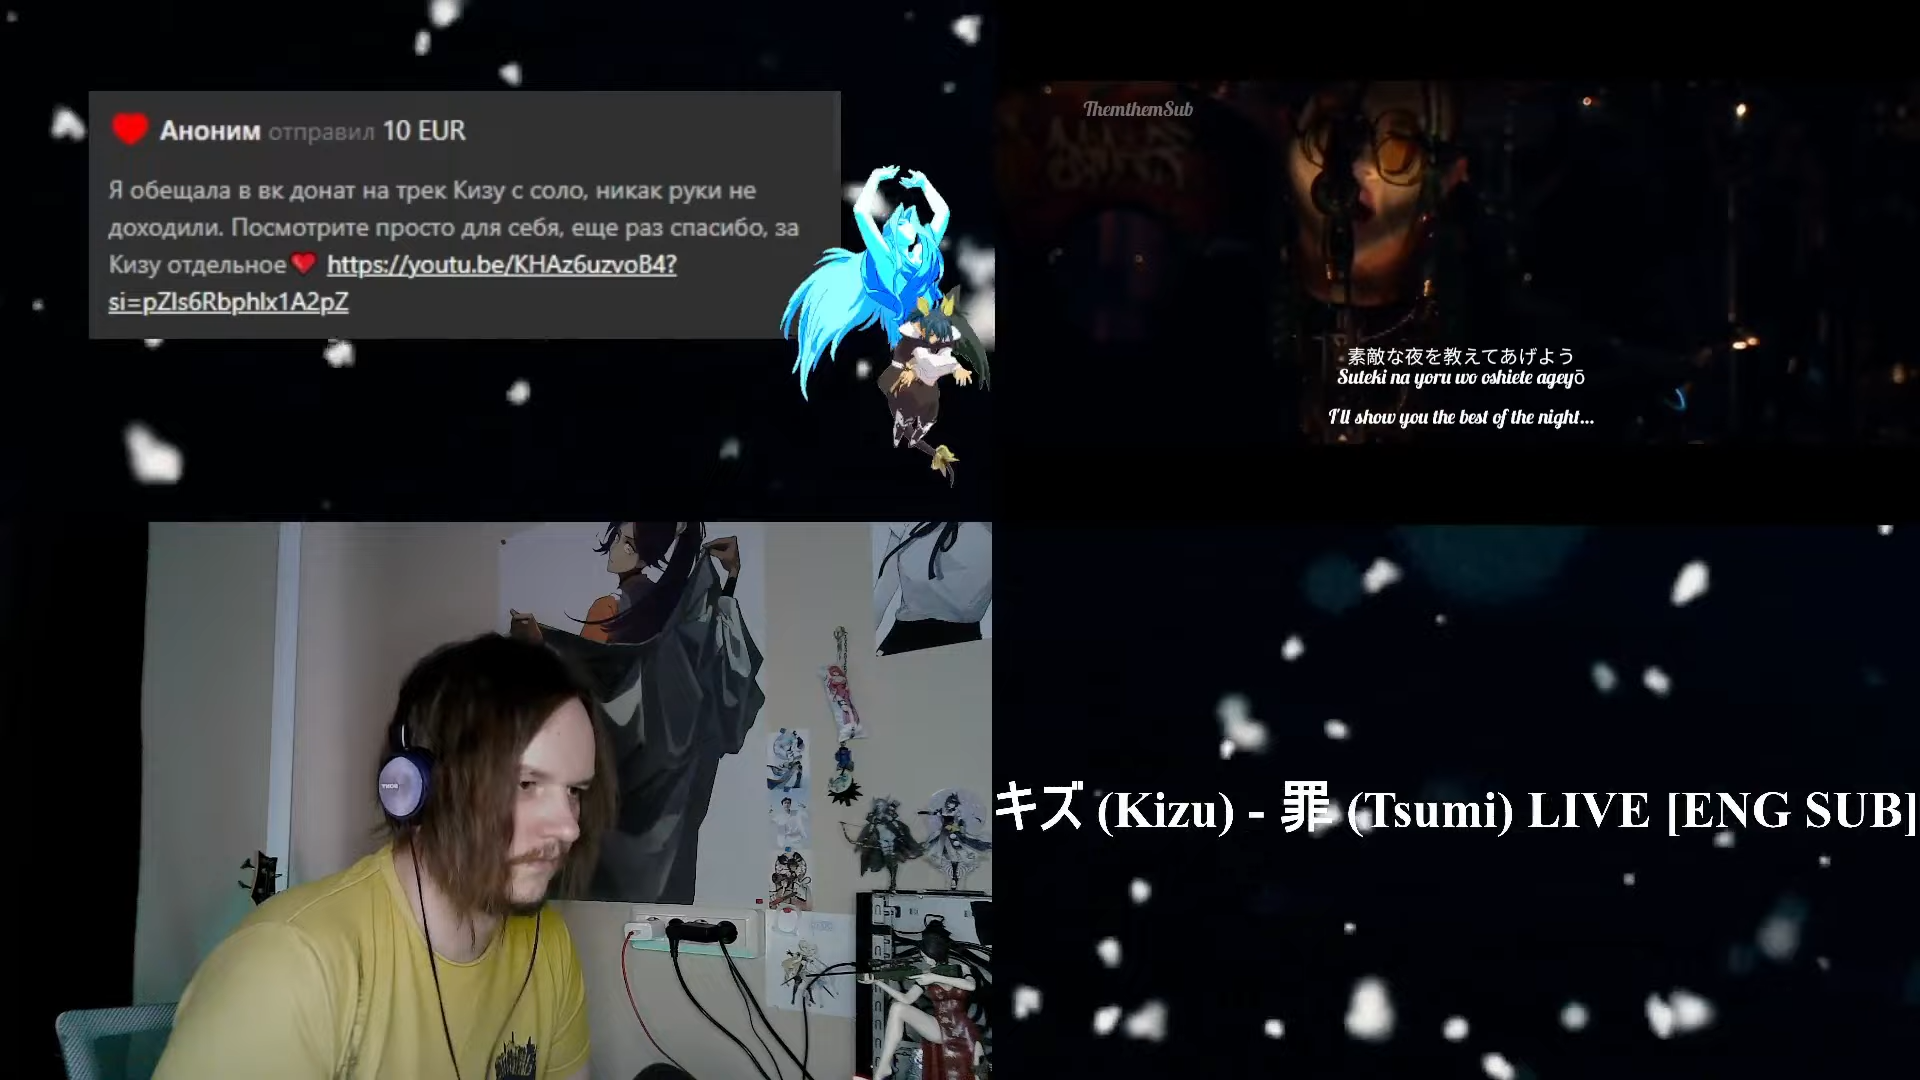 Аноним отправил 10 EUR
Я обещала в вк донат на трек Кизу с соло, никак руки не
доходили. Посмотрите просто для себя, еще раз спасибо, за
Кизу отдельное❤ https://youtu.be/KHAz6uzvoB4?
si=pZIs6Rbphlx1A2pZ
ThemthemSub
素敵な夜を教えてあげよう
Suteki na yoru wo oshiete ageyō
I'll show you the best of the night...
SONY
キズ (Kizu) - 罪 (Tsumi) LIVE [ENG SUB]